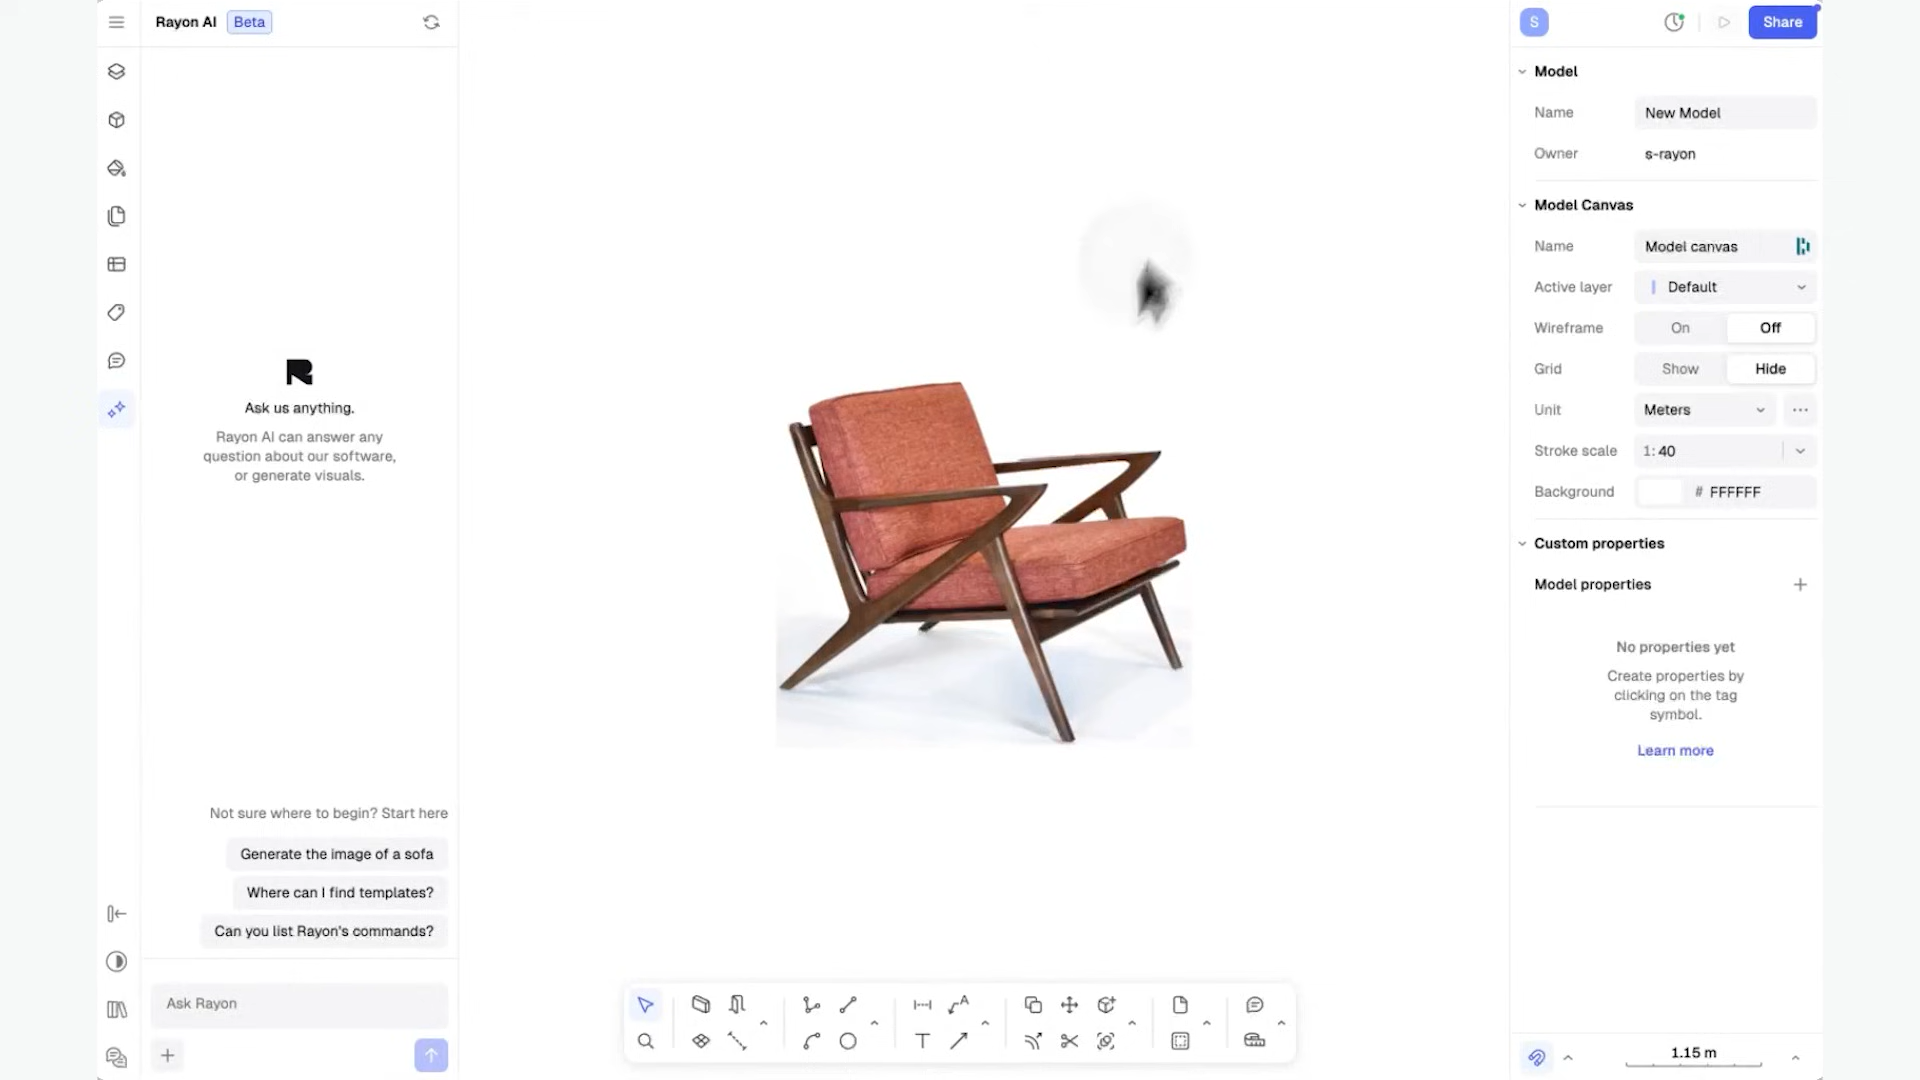 Rayon AI Beta
Ask us anything.
Rayon AI can answer any
question about our software,
or generate visuals.
Not sure where to begin? Start here
Generate the image of a sofa
Where can I find templates?
Can you list Rayon's commands?
Ask Rayon
S
Share
Model
Name New Model
Owner s-rayon
Model Canvas
Name Model canvas
Active layer Default
Wireframe On Off
Grid Show Hide
Unit Meters
Stroke scale 1: 40
Background # FFFFFF
Custom properties
Model properties
No properties yet
Create properties by
clicking on the tag
symbol.
Learn more
1.15 m